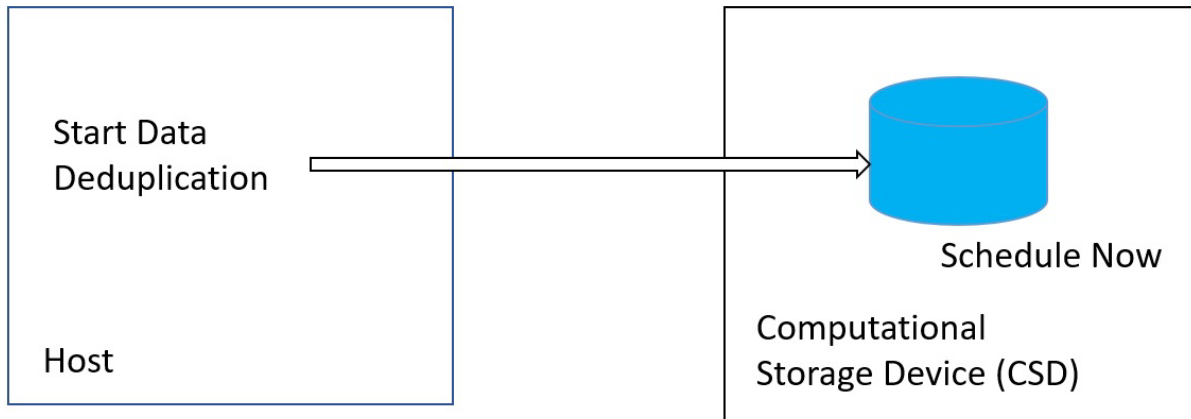 Start Data
Deduplication
Host
Schedule Now
Computational
Storage Device (CSD)